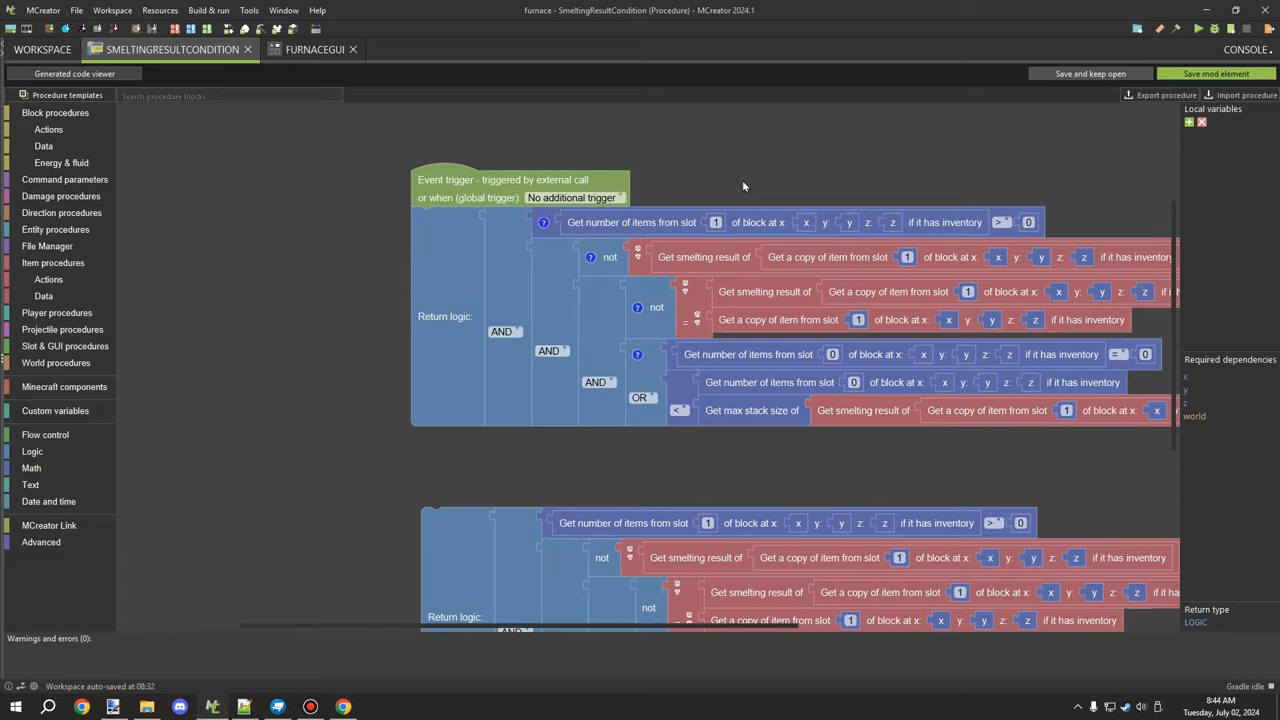 MCreator File Workspace Resources Build & run Tools Window Help furnace - SmeltingResultCondition (Procedure) - MCreator 2024.1
WORKSPACE SMELTINGRESULTCONDITION FURNACEGUI CONSOLE
Generated code viewer Save and keep open Save mod element
Procedure templates Search procedure blocks Export procedure Import procedure
Block procedures
Actions
Data
Energy & fluid
Command parameters
Damage procedures
Direction procedures
Entity procedures
File Manager
Item procedures
Actions
Data
Player procedures
Projectile procedures
Slot & GUI procedures
World procedures
Minecraft components
Custom variables
Flow control
Logic
Math
Text
Date and time
MCreator Link
Advanced
Event trigger - triggered by external call
or when (global trigger): No additional trigger
? Get number of items from slot 1 of block at x: x y: y z: z if it has inventory > 0
? not Get smelting result of Get a copy of item from slot 1 of block at x: x y: y z: z if it has inventory
Get smelting result of Get a copy of item from slot 1 of block at x: x y: y z: z if it
? not
= Get a copy of item from slot 1 of block at x: x y: y z: z if it has inventory
Return logic:
AND
AND
? Get number of items from slot 0 of block at x: x y: y z: z if it has inventory = 0
AND
Get number of items from slot 0 of block at x: x y: y z: z if it has inventory
OR
< Get max stack size of Get smelting result of Get a copy of item from slot 1 of block at x: x
Get number of items from slot 1 of block at x: x y: y z: z if it has inventory > 0
not Get smelting result of Get a copy of item from slot 1 of block at x: x y: y z: z if it has inventory
Get smelting result of Get a copy of item from slot 1 of block at x: x y: y z: z if it ha
not
= Get a copy of item from slot 1 of block at x: x y: y z: z if it has inventory
Return logic:
AND
Local variables
Required dependencies
x
y
z
world
Return type
LOGIC
Warnings and errors (0):
Workspace auto-saved at 08:32 Gradle idle
8:44 AM
Tuesday, July 02, 2024